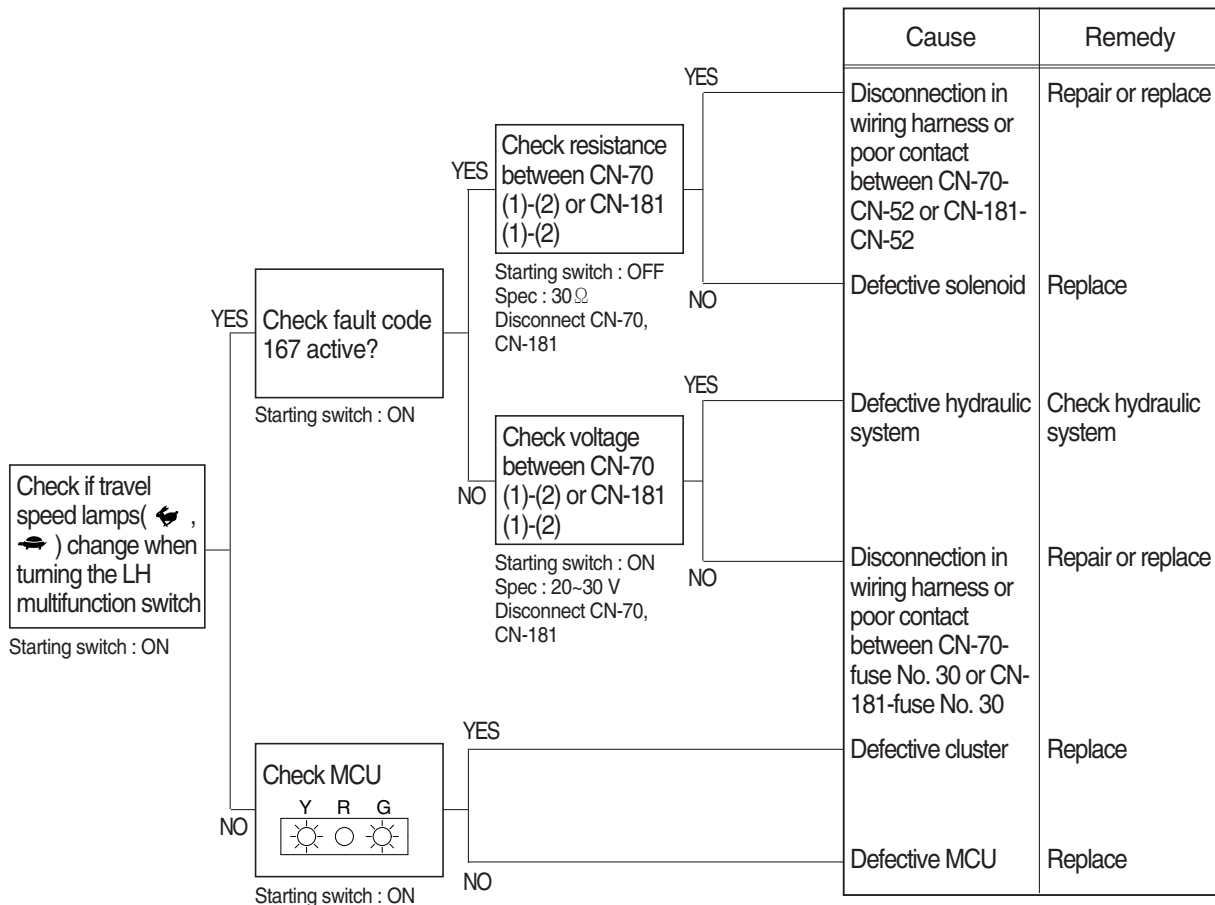 Cause
Remedy
YES
Disconnection in
wiring harness or
poor contact
between CN-70-
CN-52 or CN-181-
CN-52
Repair or replace
YES
Check resistance
between CN-70
(1)-(2) or CN-181
(1)-(2)
Starting switch : OFF
Spec : 30Ω
Disconnect CN-70,
CN-181
NO
Defective solenoid
Replace
YES
Check fault code
167 active?
Starting switch : ON
YES
Defective hydraulic
system
Check hydraulic
system
NO
Check voltage
between CN-70
(1)-(2) or CN-181
(1)-(2)
Starting switch : ON
Spec : 20~30 V
Disconnect CN-70,
CN-181
NO
Disconnection in
wiring harness or
poor contact
between CN-70-
fuse No. 30 or CN-
181-fuse No. 30
Repair or replace
Check if travel
speed lamps( ,
) change when
turning the LH
multifunction switch
Starting switch : ON
NO
Check MCU
Y R G
Starting switch : ON
YES
Defective cluster
Replace
NO
Defective MCU
Replace